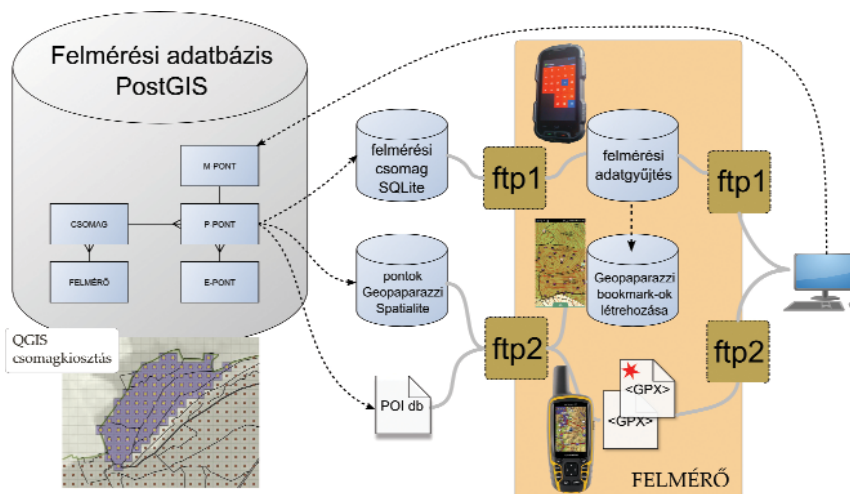 Felmérési adatbázis
PostGIS
M PONT
CSOMAG
P PONT
FELMÉRŐ
E-PONT
QGIS
csomagkiosztás
felmérési
csomag
SQLite
pontok
Geopaparazzi
Spatialite
POI db
ftp1
ftp2
felmérési
adatgyűjtés
Geopaparazzi
bookmark-ok
létrehozása
<GPX>
<GPX>
ftp1
ftp2
FELMÉRŐ